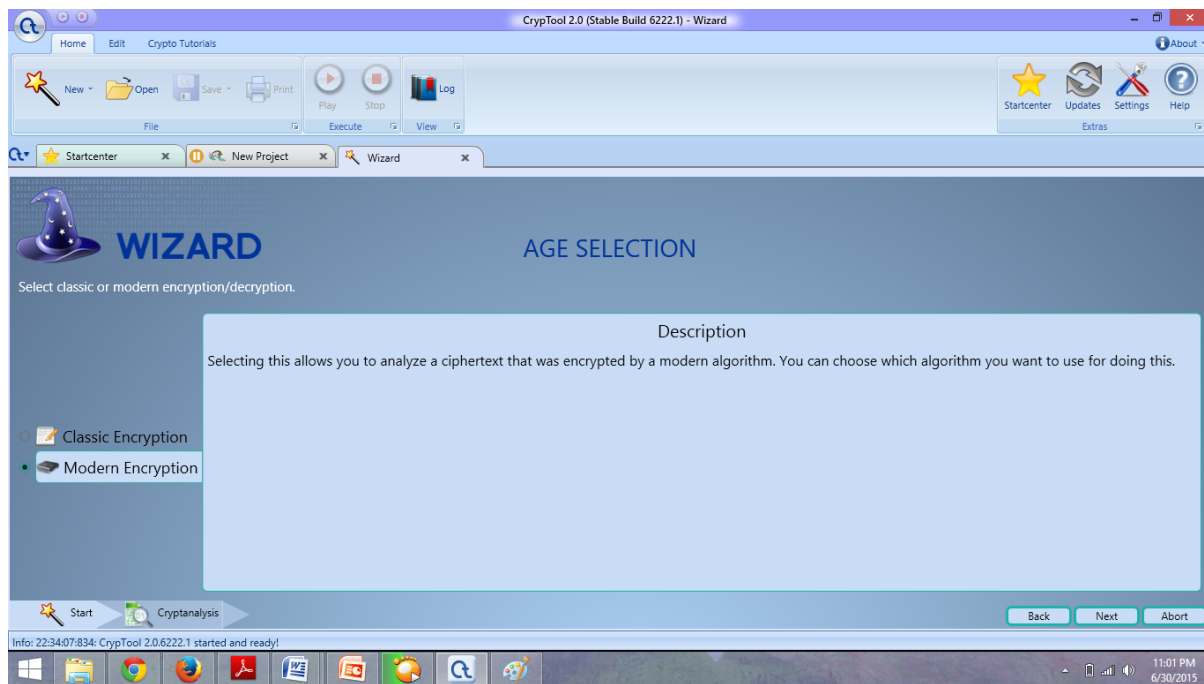 CrypTool 2.0 (Stable Build 6222.1) - Wizard
Home Edit Crypto Tutorials About
New Open Save Print Play Stop Log Startcenter Updates Settings Help
File Execute View Extras
Startcenter New Project Wizard
WIZARD
AGE SELECTION
Select classic or modern encryption/decryption.
Description
Selecting this allows you to analyze a ciphertext that was encrypted by a modern algorithm. You can choose which algorithm you want to use for doing this.
Classic Encryption
Modern Encryption
Start Cryptanalysis Back Next Abort
Info: 22:34:07:834: CrypTool 2.0.6222.1 started and ready!
11:01 PM
6/30/2015